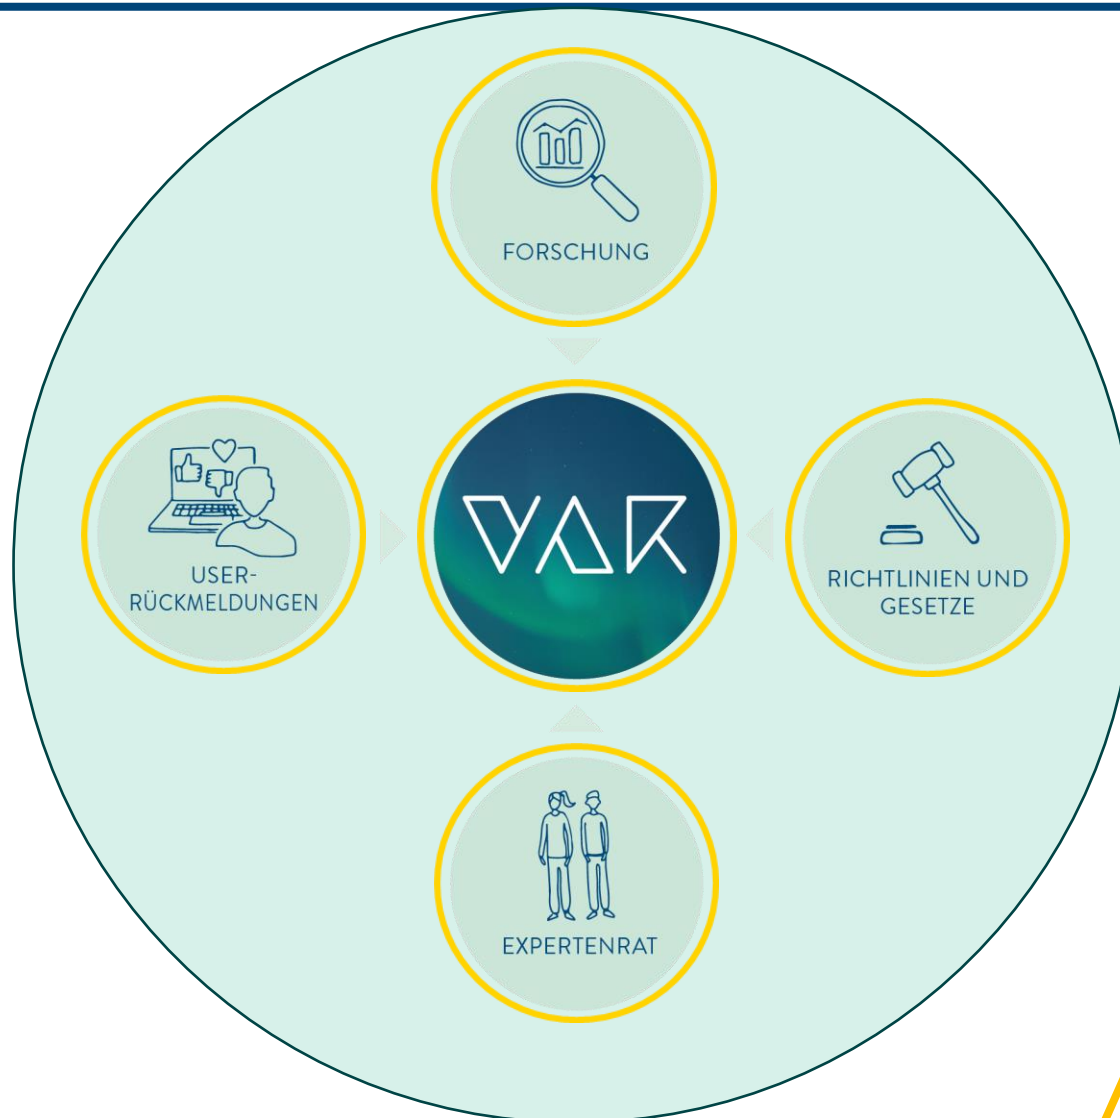 FORSCHUNG
USER-
RÜCKMELDUNGEN
VAR
RICHTLINIEN UND
GESETZE
EXPERTENRAT